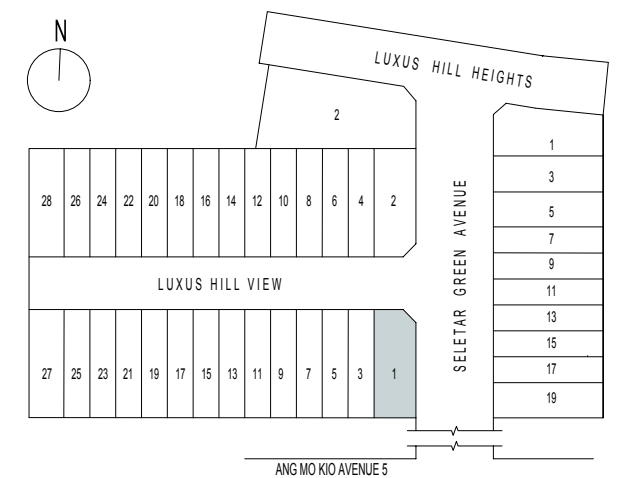 N
LUXUS HILL HEIGHTS
2
1
3
5
7
9
11
13
15
17
19
SELETAR GREEN AVENUE
28 26 24 22 20 18 16 14 12 10 8 6 4 2
LUXUS HILL VIEW
27 25 23 21 19 17 15 13 11 9 7 5 3 1
ANG MO KIO AVENUE 5